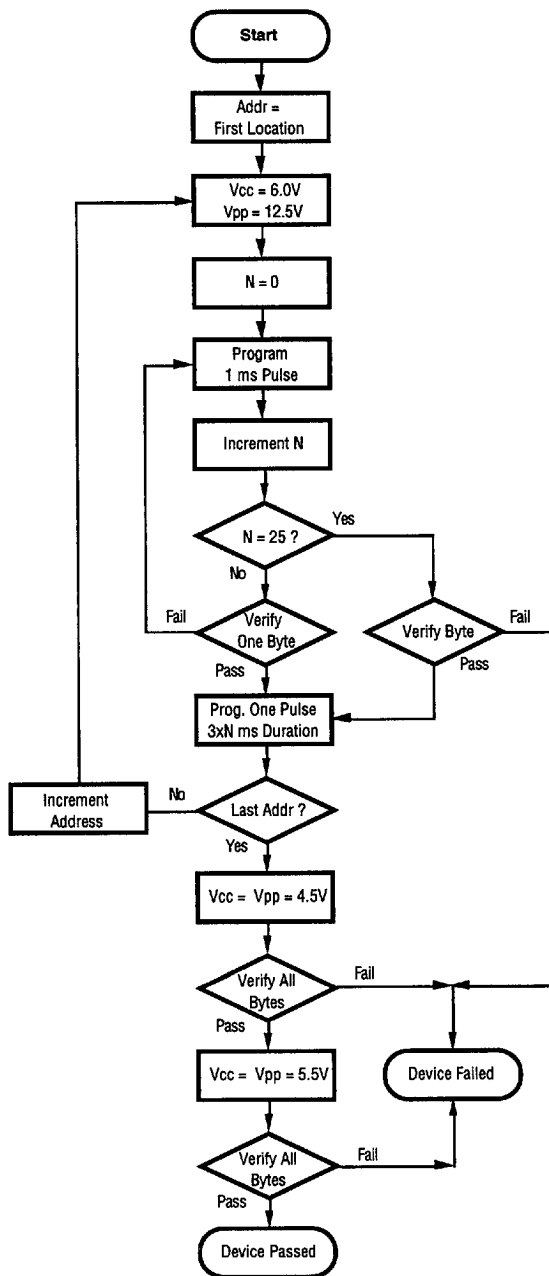 Start
Addr =
First Location
Vcc = 6.0V
Vpp = 12.5V
N = 0
Program
1 ms Pulse
Increment N
N = 25 ?
Yes
No
Verify
One Byte
Fail
Pass
Verify Byte
Fail
Pass
Prog. One Pulse
3xN ms Duration
Last Addr ?
No
Increment
Address
Yes
Vcc = Vpp = 4.5V
Verify All
Bytes
Fail
Pass
Vcc = Vpp = 5.5V
Device Failed
Verify All
Bytes
Fail
Pass
Device Passed